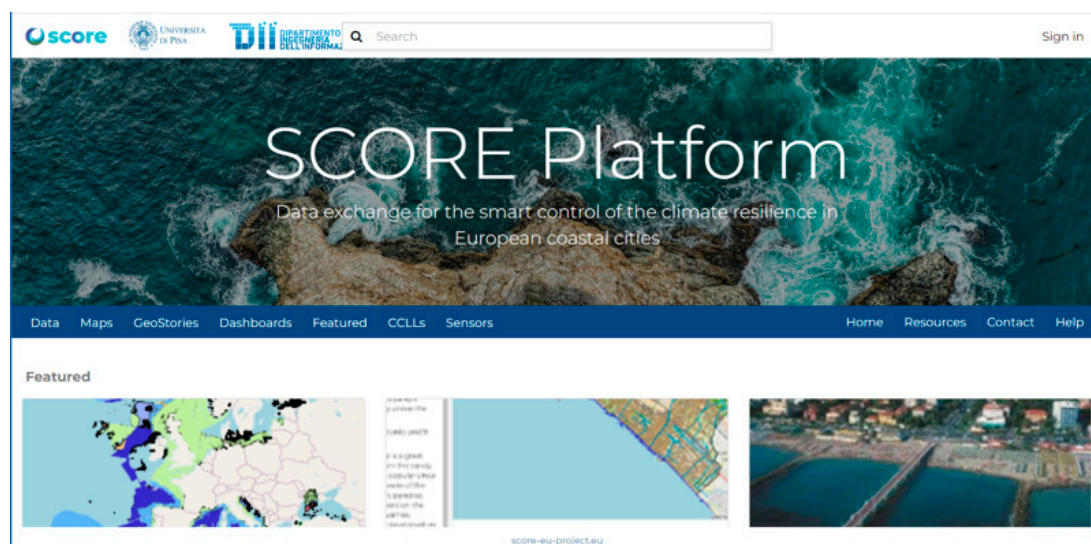 score
UNIVERSITÀ
DI PISA
DIPARTIMENTO
INGEGNERIA
DELL'INFORMAZ
Search
Sign in
SCORE Platform
Data exchange for the smart control of the climate resilience in
European coastal cities
Data Maps GeoStories Dashboards Featured CCLLs Sensors
Home Resources Contact Help
Featured
score-eu-project.eu